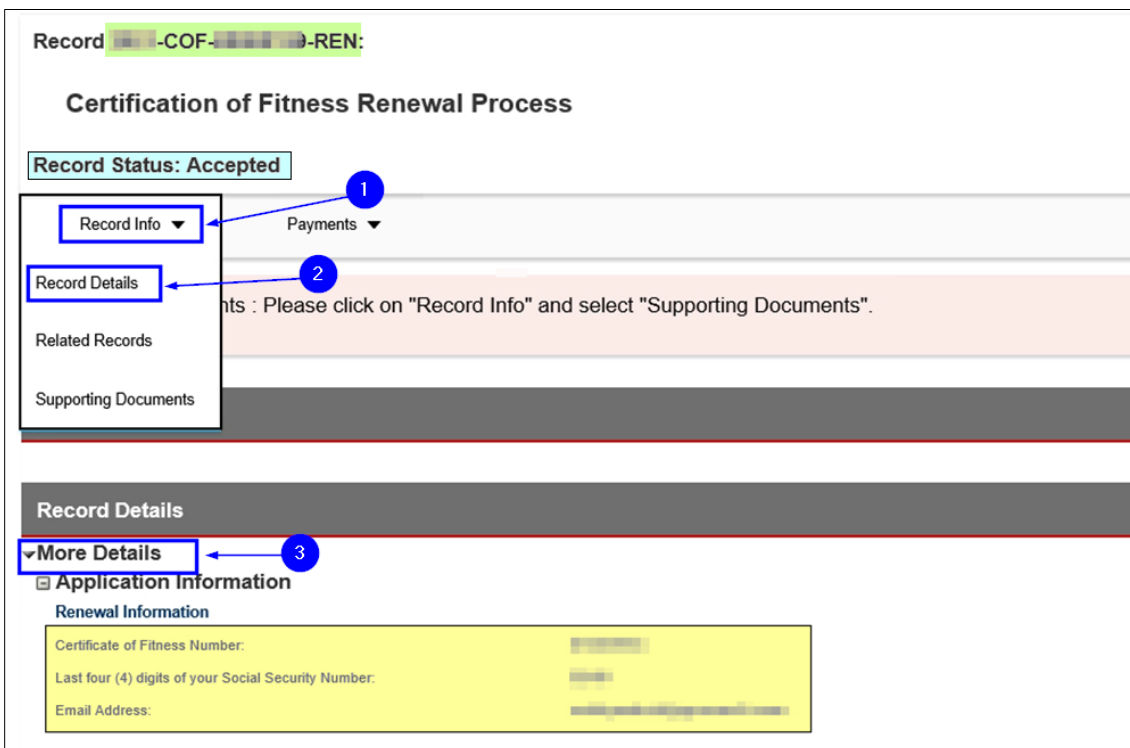 Record -COF- 9-REN:
Certification of Fitness Renewal Process
Record Status: Accepted
1
Record Info
Payments
2
Record Details
nts : Please click on "Record Info" and select "Supporting Documents".
Related Records
Supporting Documents
Record Details
More Details
3
Application Information
Renewal Information
Certificate of Fitness Number:
Last four (4) digits of your Social Security Number:
Email Address: